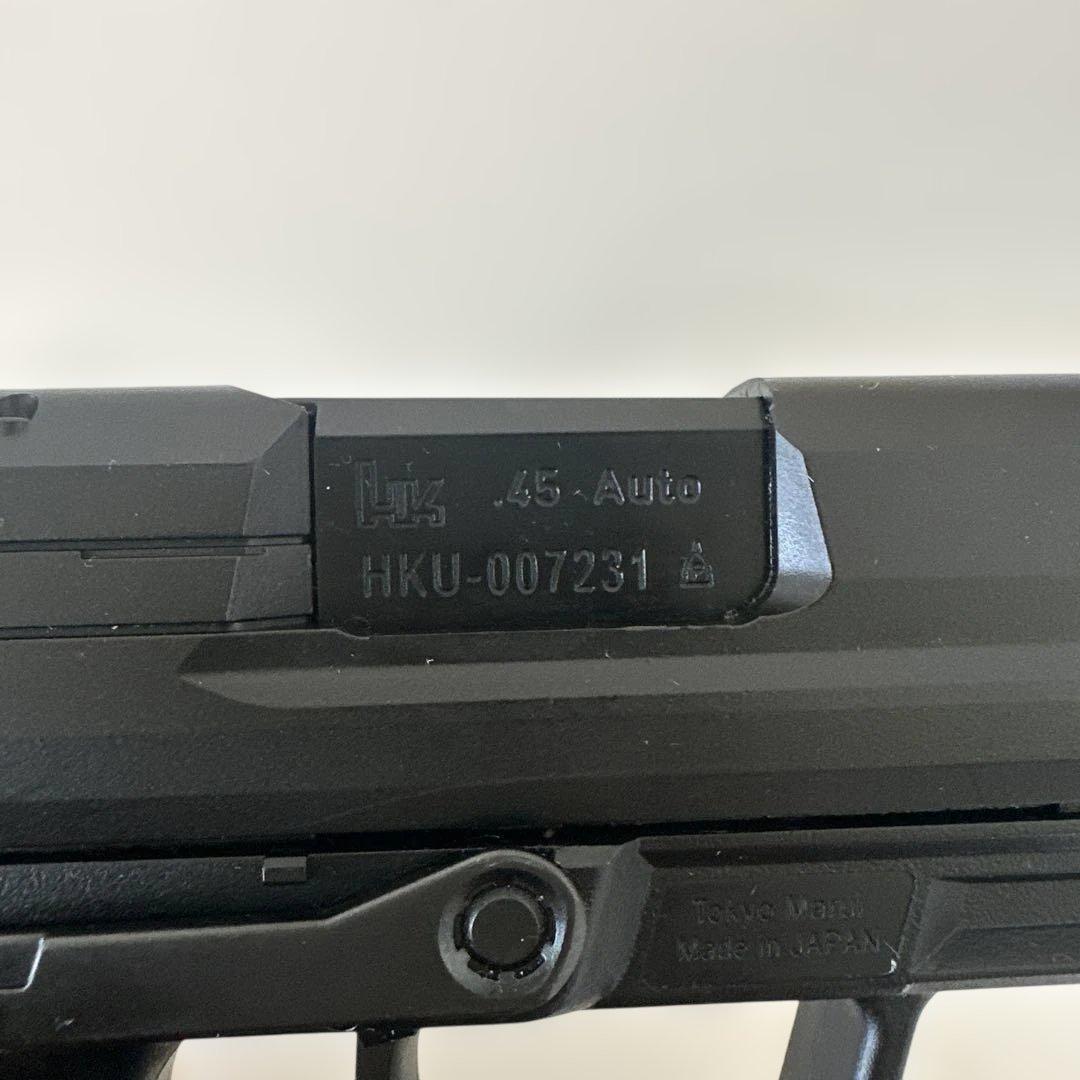 HK .45 Auto
HKU-007231
Tokyo Marui
Made in JAPAN